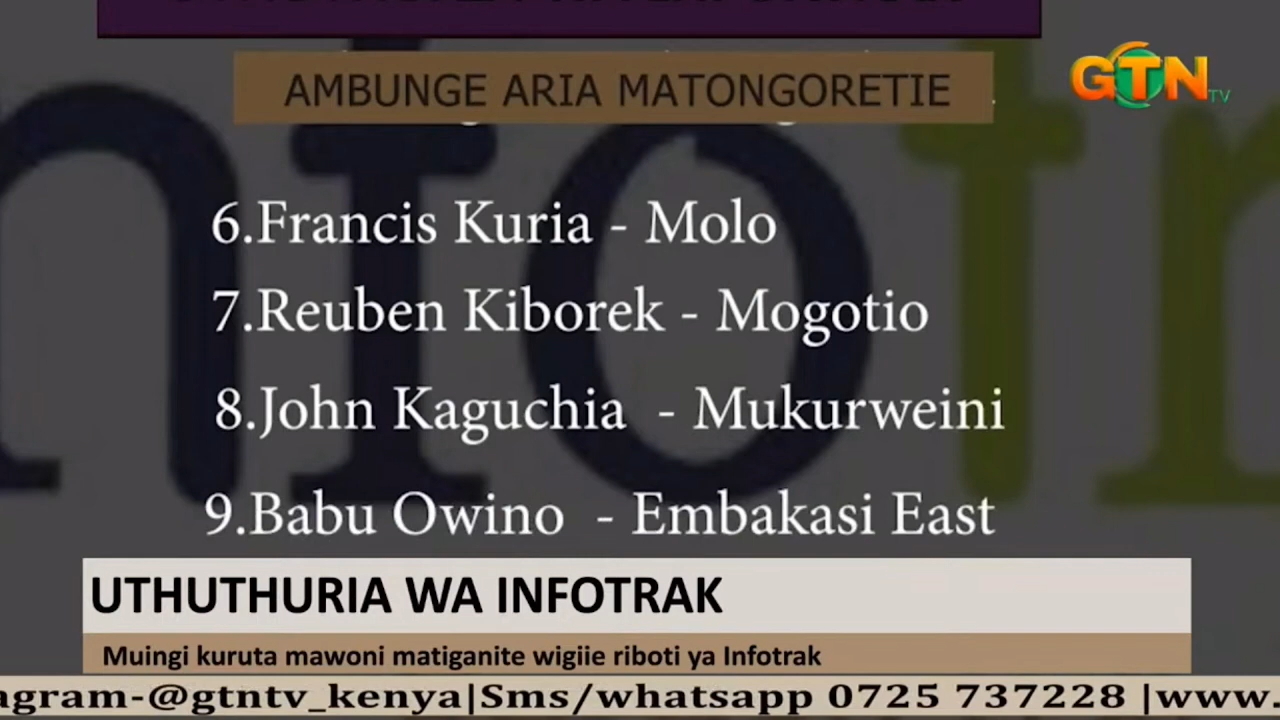 AMBUNGE ARIA MATONGORETIE
GTN TV
6.Francis Kuria - Molo
7.Reuben Kiborek - Mogotio
8.John Kaguchia - Mukurweini
9.Babu Owino - Embakasi East
UTHUTHURIA WA INFOTRAK
Muingi kuruta mawoni matiganite wigiie riboti ya Infotrak
agram-@gtntv_kenya|Sms/whatsapp 0725 737228 |www.